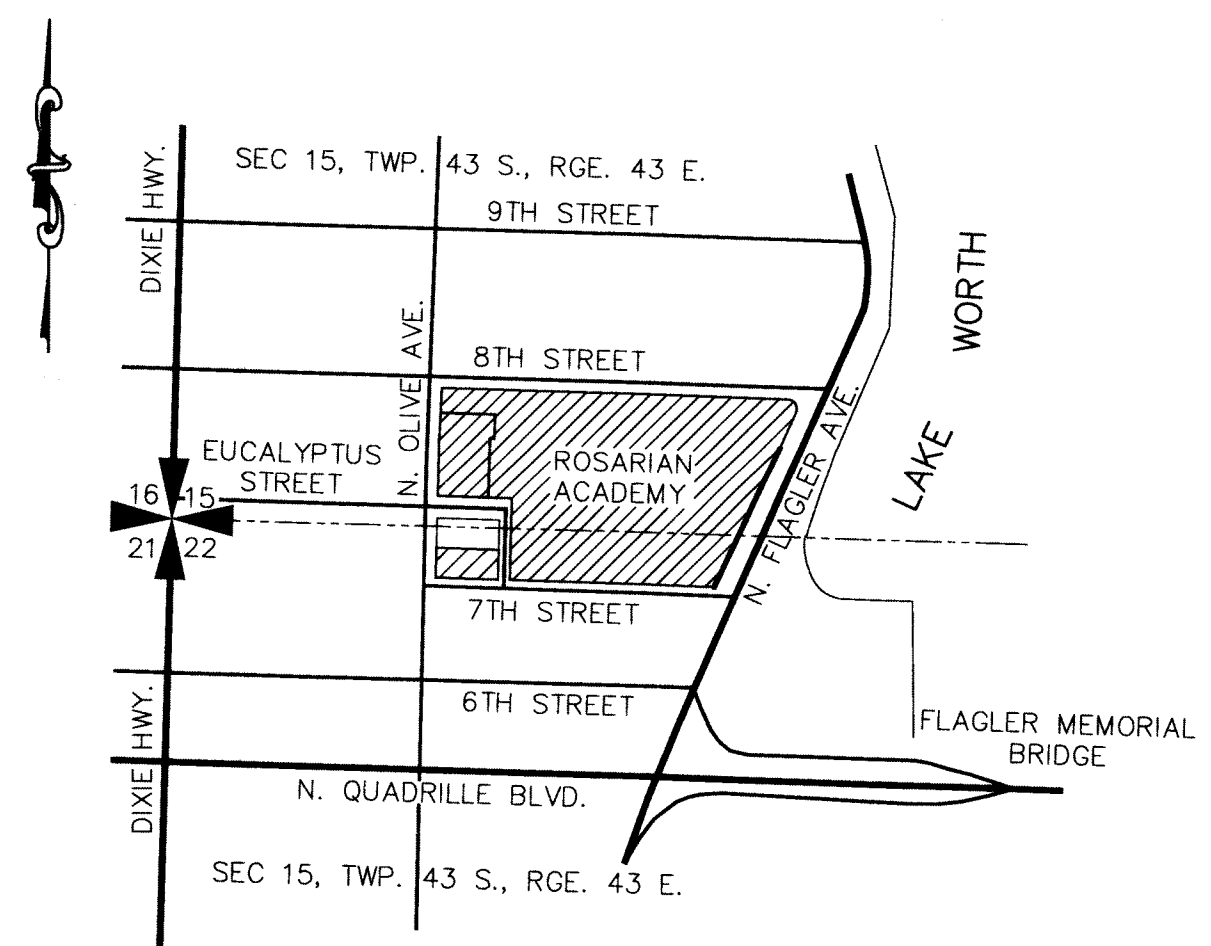 SEC 15, TWP. 43 S., RGE. 43 E.
DIXIE HWY.
9TH STREET
LAKE WORTH
8TH STREET
N. OLIVE AVE.
N. FLAGLER AVE.
EUCALYPTUS
STREET
ROSARIAN
ACADEMY
16 15
21 22
7TH STREET
6TH STREET
DIXIE HWY.
FLAGLER MEMORIAL
BRIDGE
N. QUADRILLE BLVD.
SEC 15, TWP. 43 S., RGE. 43 E.